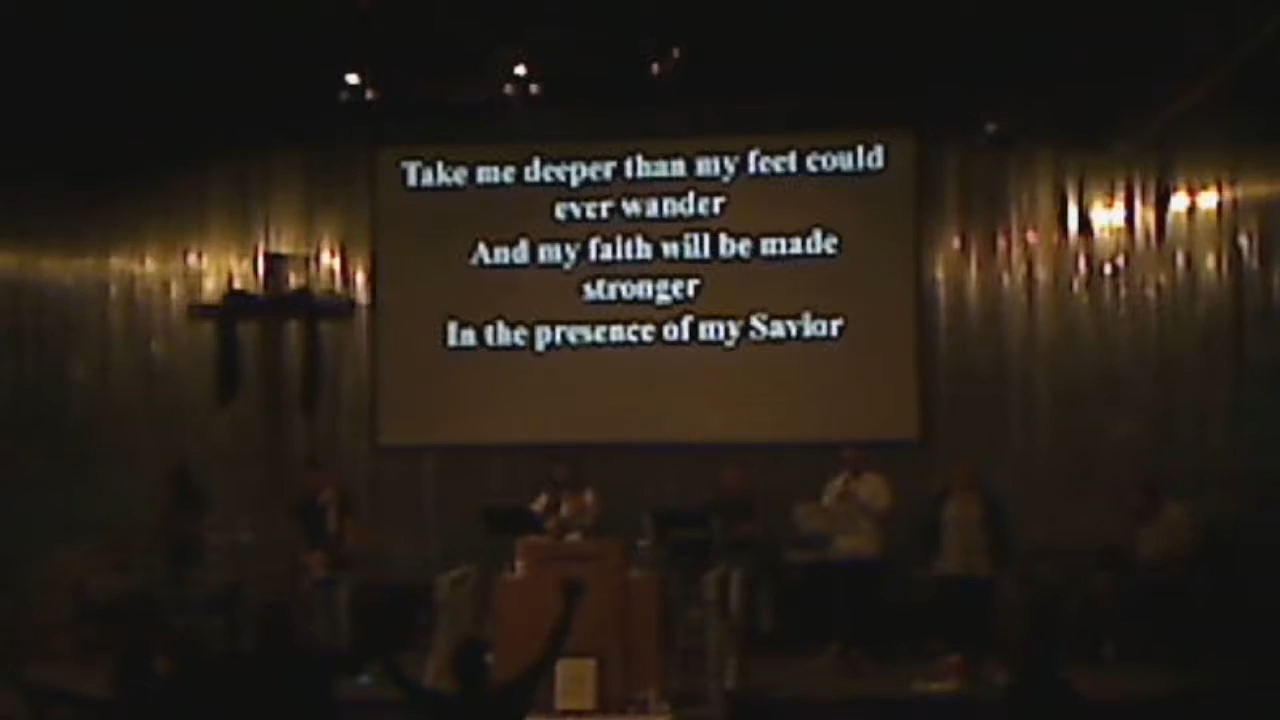 Take me deeper than my feet could
ever wander
And my faith will be made
stronger
In the presence of my Savior